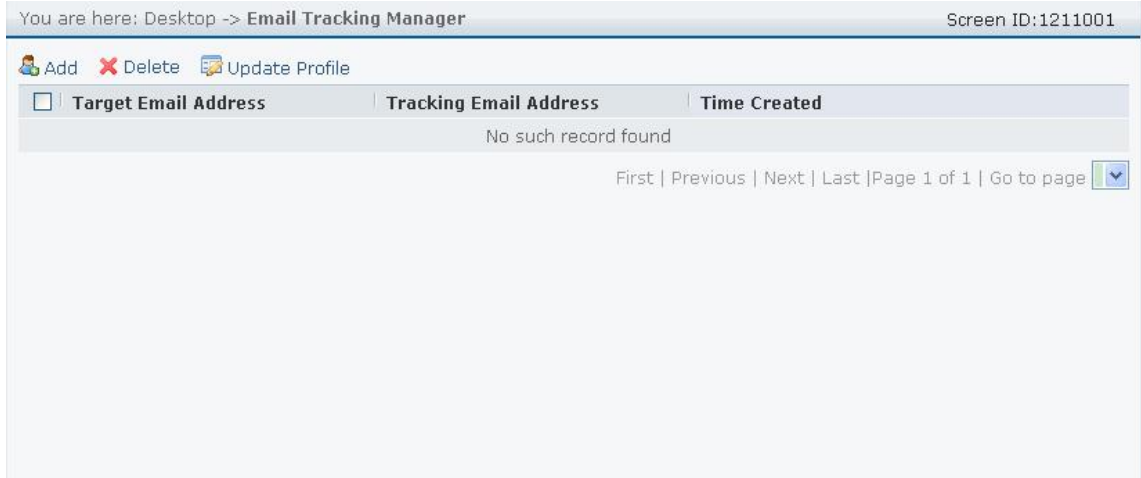 You are here: Desktop -> Email Tracking Manager Screen ID:1211001
Add Delete Update Profile
Target Email Address Tracking Email Address Time Created
No such record found
First | Previous | Next | Last |Page 1 of 1 | Go to page